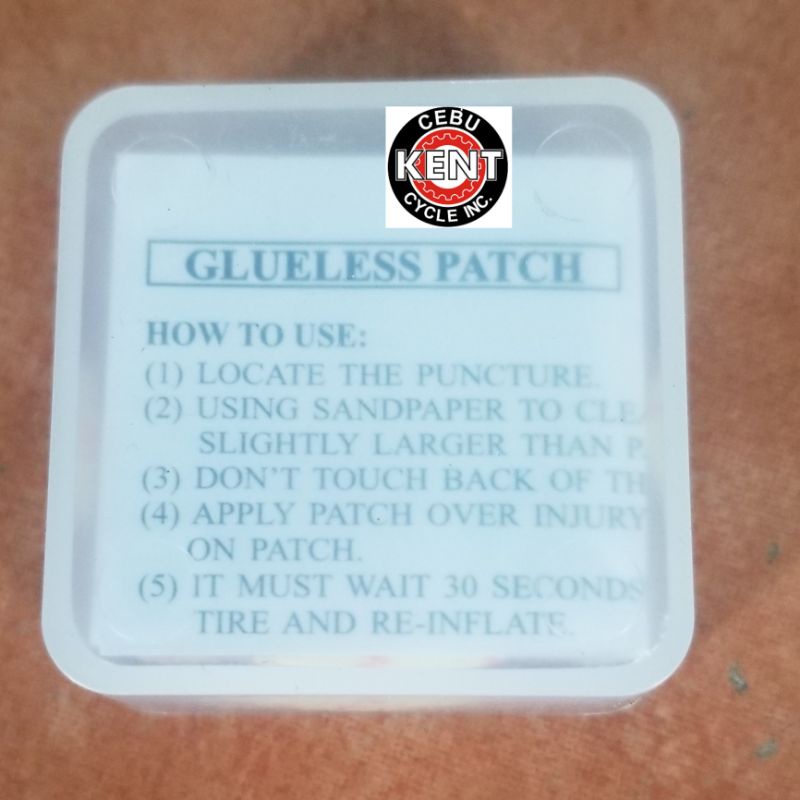 CEBU
KENT
CYCLE INC.
GLUELESS PATCH
HOW TO USE:
(1) LOCATE THE PUNCTURE.
(2) USING SANDPAPER TO
SLIGHTLY LARGER THAN
(3) DON'T TOUCH BACK OF
(4) APPLY PATCH OVER INJURY
ON PATCH.
(5) IT MUST WAIT 30 SECONDS
TIRE AND RE-INFLATE.